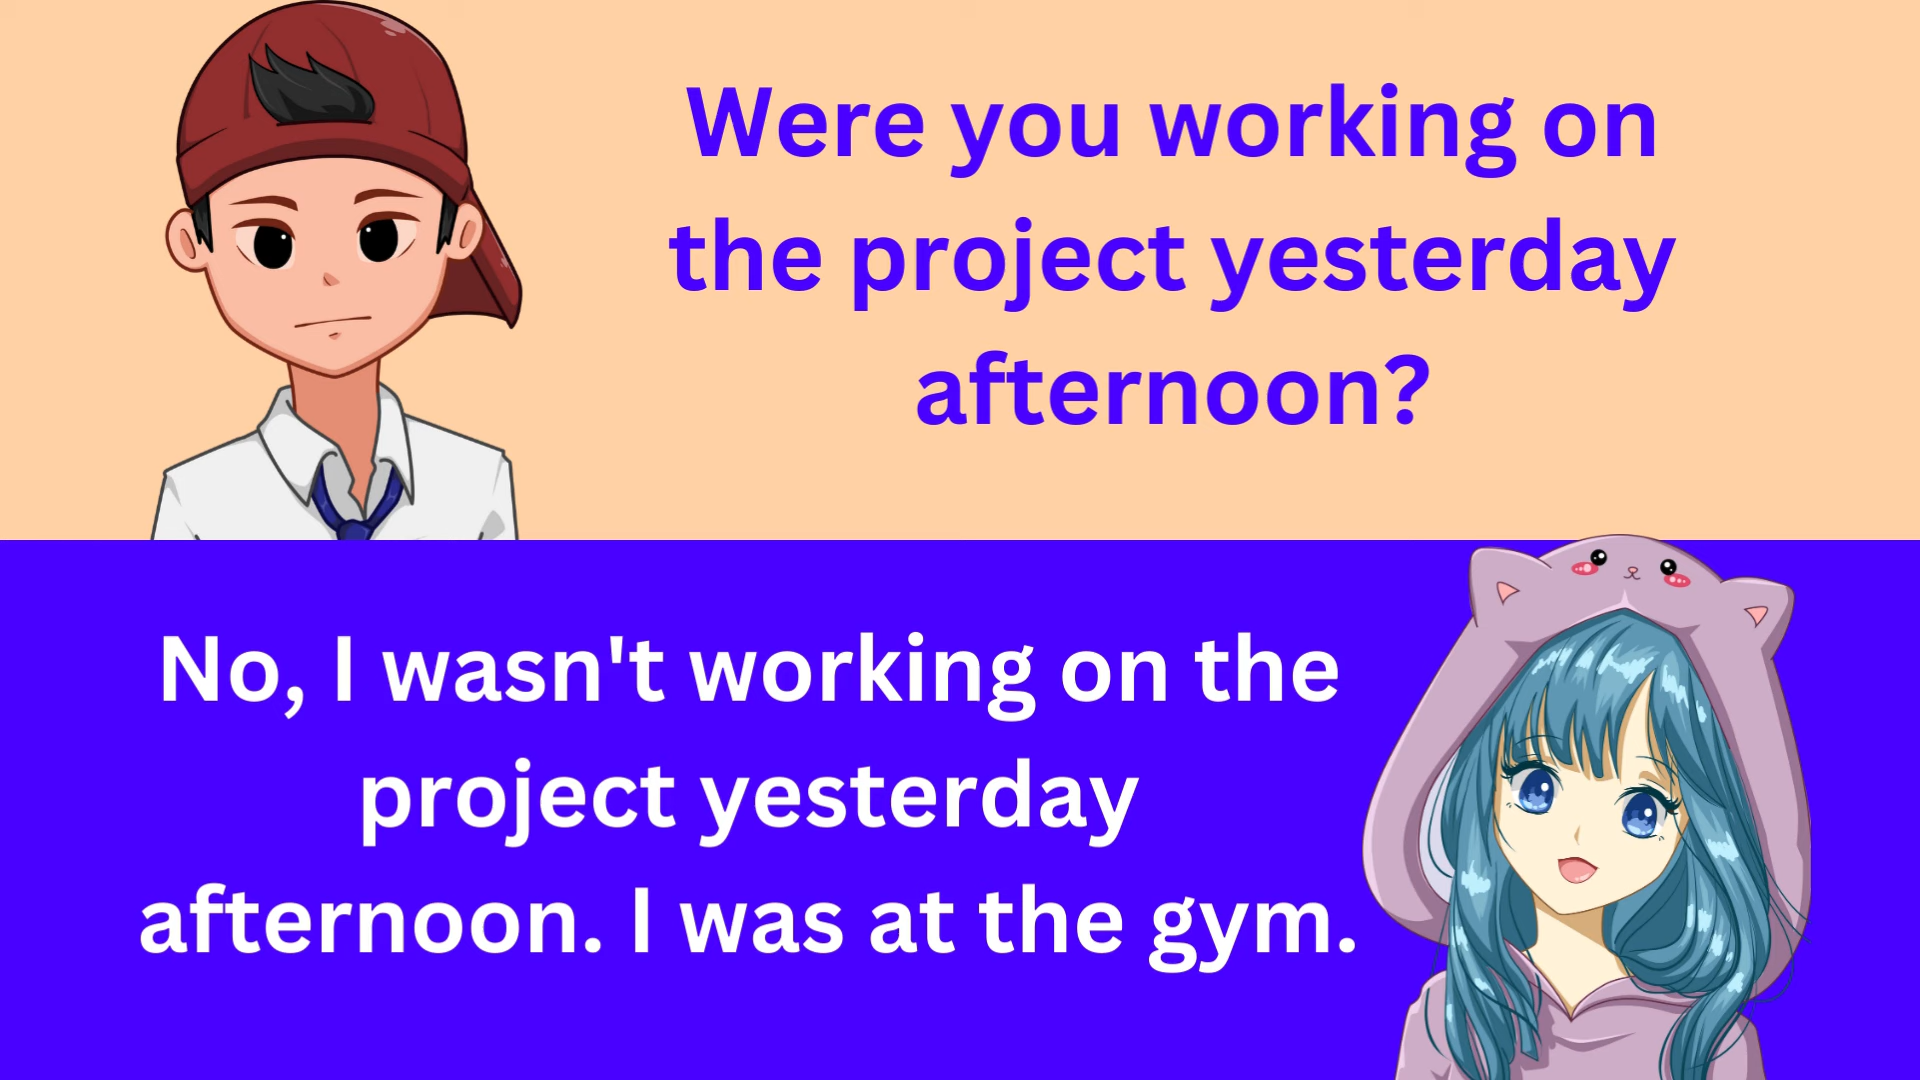 Were you working on
the project yesterday
afternoon?
No, I wasn't working on the
project yesterday
afternoon. I was at the gym.